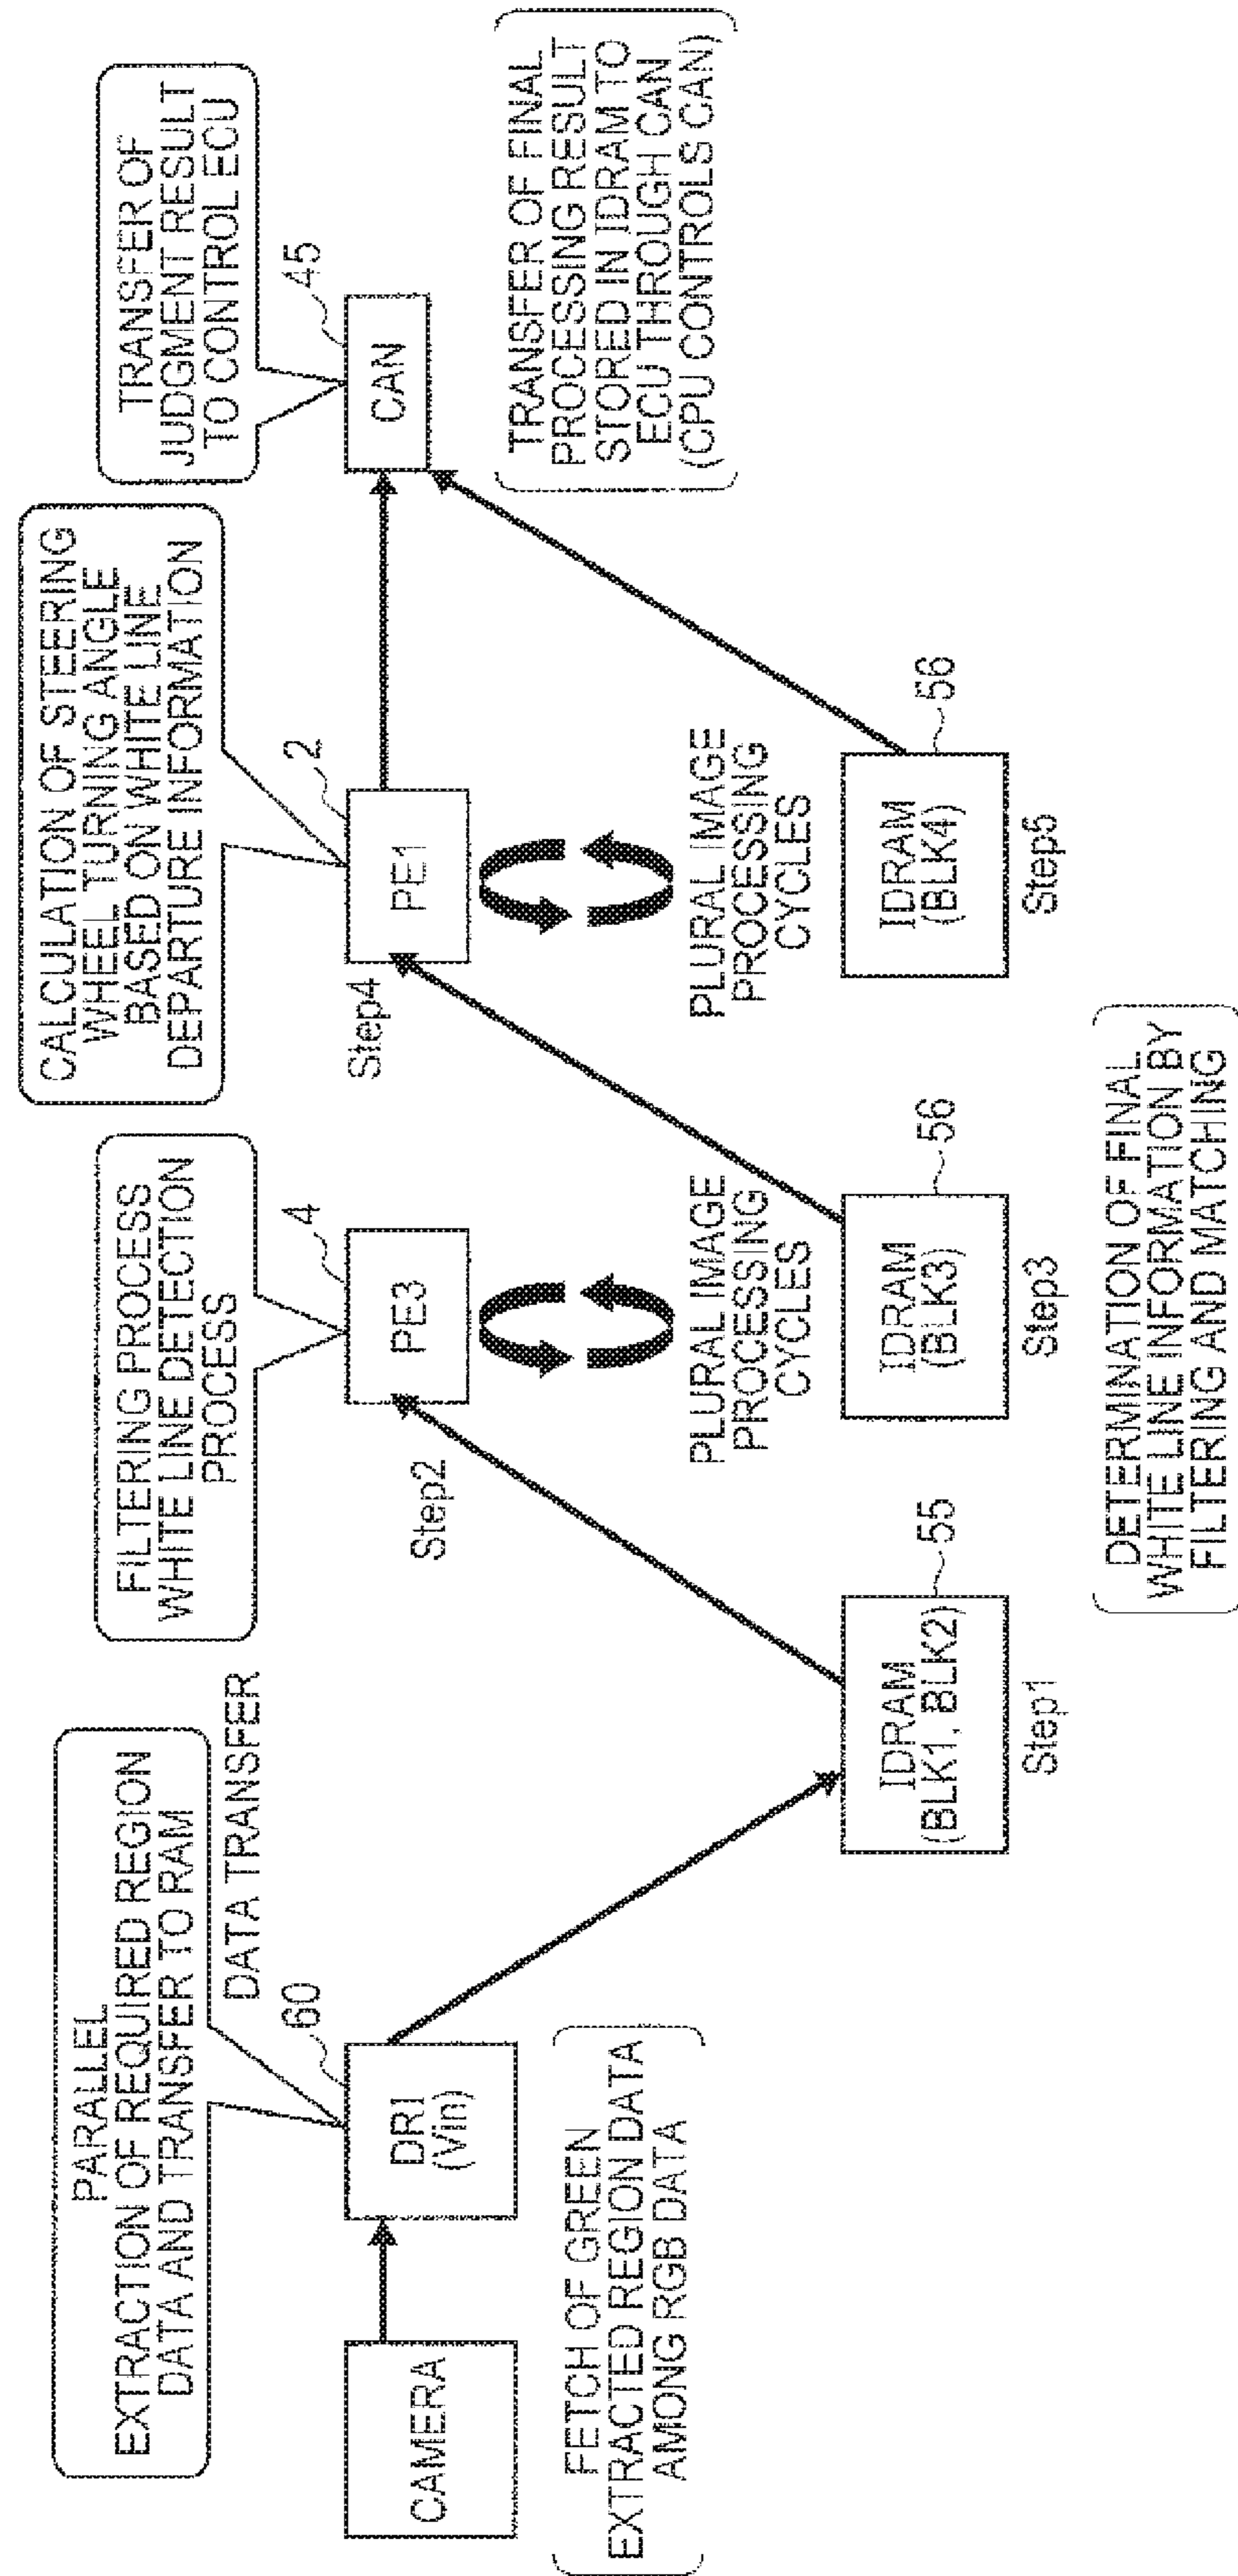 PARALLEL
EXTRACTION OF REQUIRED REGION
DATA AND TRANSFER TO RAM
DATA TRANSFER
CAMERA
60
DRI
(Vin)
FETCH OF GREEN
EXTRACTED REGION DATA
AMONG RGB DATA
IDRAM
(BLK1, BLK2)
55
Step1
FILTERING PROCESS
WHITE LINE DETECTION
PROCESS
Step2
4
PE3
PLURAL IMAGE
PROCESSING
CYCLES
IDRAM
(BLK3)
56
Step3
DETERMINATION OF FINAL
WHITE LINE INFORMATION BY
FILTERING AND MATCHING
CALCULATION OF STEERING
WHEEL TURNING ANGLE
BASED ON WHITE LINE
DEPARTURE INFORMATION
Step4
2
PE1
PLURAL IMAGE
PROCESSING
CYCLES
IDRAM
(BLK4)
56
Step5
TRANSFER OF
JUDGMENT RESULT
TO CONTROL ECU
45
CAN
TRANSFER OF FINAL
PROCESSING RESULT
STORED IN IDRAM TO
ECU THROUGH CAN
(CPU CONTROLS CAN)